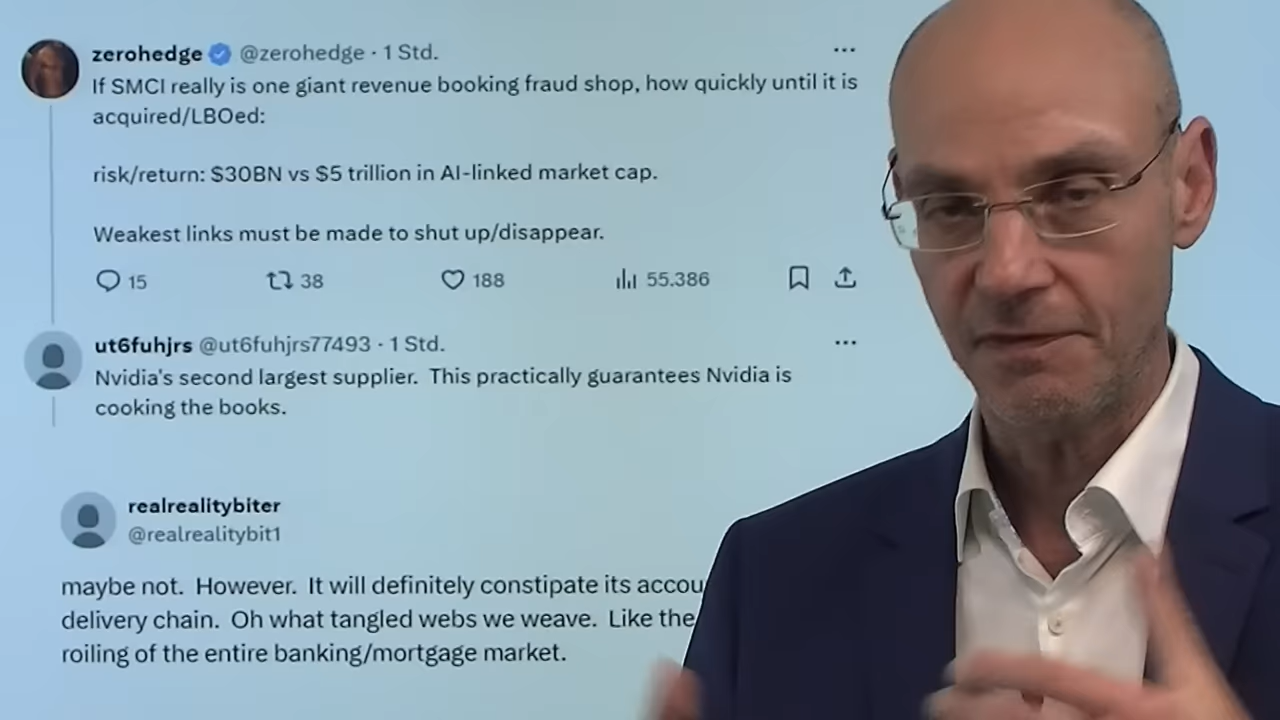 zerohedge @zerohedge · 1 Std.
If SMCI really is one giant revenue booking fraud shop, how quickly until it is
acquired/LBOed:
risk/return: $30BN vs $5 trillion in AI-linked market cap.
Weakest links must be made to shut up/disappear.
15 38 188 55.386
ut6fuhjrs @ut6fuhjrs77493 · 1 Std.
Nvidia's second largest supplier. This practically guarantees Nvidia is
cooking the books.
realrealitybiter
@realrealitybit1
maybe not. However. It will definitely constipate its accou
delivery chain. Oh what tangled webs we weave. Like the
roiling of the entire banking/mortgage market.